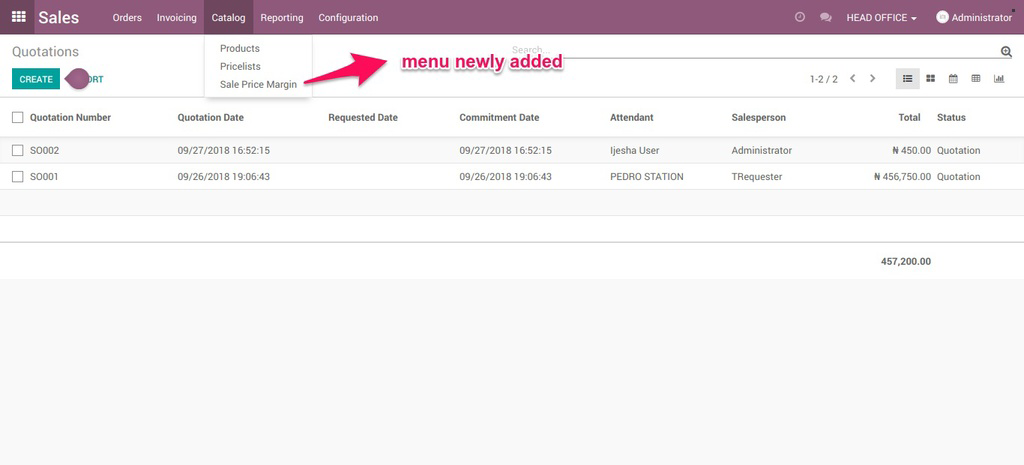 Sales Orders Invoicing Catalog Reporting Configuration HEAD OFFICE Administrator
Quotations
Search...
Products
Pricelists
Sale Price Margin
menu newly added
CREATE ORT
1-2 / 2
Quotation Number Quotation Date Requested Date Commitment Date Attendant Salesperson Total Status
SO002 09/27/2018 16:52:15 09/27/2018 16:52:15 Ijesha User Administrator ₦ 450.00 Quotation
SO001 09/26/2018 19:06:43 09/26/2018 19:06:43 PEDRO STATION TRequester ₦ 456,750.00 Quotation
457,200.00